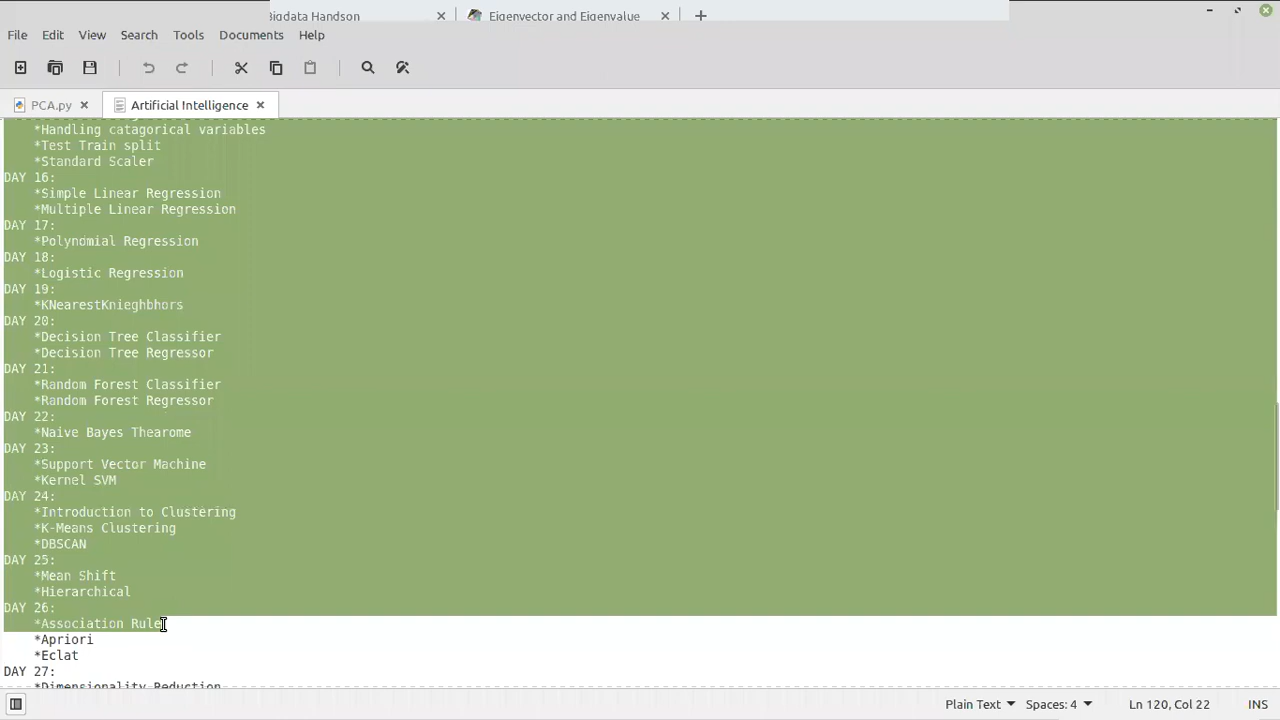 Bigdata Handson
Eigenvector and Eigenvalue
File Edit View Search Tools Documents Help
PCA.py Artificial Intelligence
*Handling catagorical variables
*Test Train split
*Standard Scaler
DAY 16:
*Simple Linear Regression
*Multiple Linear Regression
DAY 17:
*Polynomial Regression
DAY 18:
*Logistic Regression
DAY 19:
*KNearestKnieghbhors
DAY 20:
*Decision Tree Classifier
*Decision Tree Regressor
DAY 21:
*Random Forest Classifier
*Random Forest Regressor
DAY 22:
*Naive Bayes Thearome
DAY 23:
*Support Vector Machine
*Kernel SVM
DAY 24:
*Introduction to Clustering
*K-Means Clustering
*DBSCAN
DAY 25:
*Mean Shift
*Hierarchical
DAY 26:
*Association Rule
*Apriori
*Eclat
DAY 27:
*Dimensionality Reduction
Plain Text Spaces: 4 Ln 120, Col 22 INS